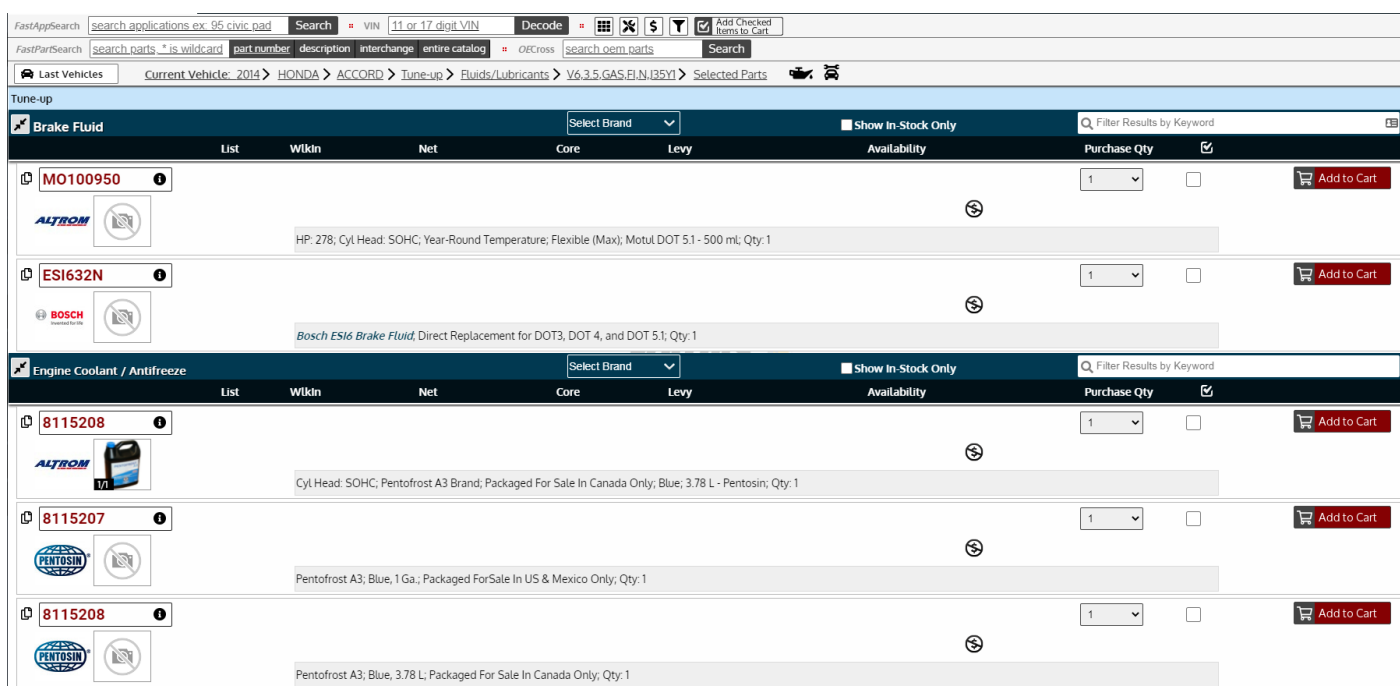 FastAppSearch search applications ex: 95 civic pad Search VIN 11 or 17 digit VIN Decode $ Add Checked Items to Cart
FastPartSearch search parts, * is wildcard part number description interchange entire catalog OECross search oem parts Search
Last Vehicles Current Vehicle: 2014 HONDA ACCORD Tune-up Fluids/Lubricants V6,3.5,GAS,FI,N,J35Y1 Selected Parts
Tune-up
Brake Fluid Select Brand Show In-Stock Only Filter Results by Keyword
List WlkIn Net Core Levy Availability Purchase Qty
MO100950 1 Add to Cart
ALTROM
HP: 278; Cyl Head: SOHC; Year-Round Temperature; Flexible (Max); Motul DOT 5.1 - 500 ml; Qty: 1
ESI632N 1 Add to Cart
BOSCH
Invented for life
Bosch ESI6 Brake Fluid; Direct Replacement for DOT3, DOT 4, and DOT 5.1; Qty: 1
Engine Coolant / Antifreeze Select Brand Show In-Stock Only Filter Results by Keyword
List WlkIn Net Core Levy Availability Purchase Qty
8115208 1 Add to Cart
ALTROM
1/1
Cyl Head: SOHC; Pentofrost A3 Brand; Packaged For Sale In Canada Only; Blue; 3.78 L - Pentosin; Qty: 1
8115207 1 Add to Cart
PENTOSIN
Pentofrost A3; Blue, 1 Ga.; Packaged ForSale In US & Mexico Only; Qty: 1
8115208 1 Add to Cart
PENTOSIN
Pentofrost A3; Blue, 3.78 L; Packaged For Sale In Canada Only; Qty: 1